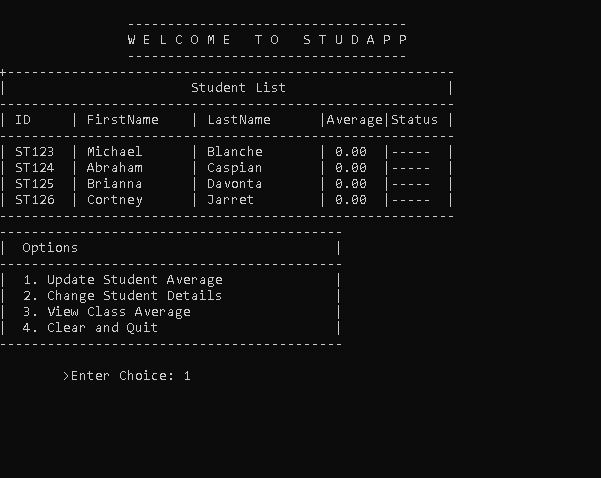 ----------------------------------
W E L C O M E   T O   S T U D A P P
----------------------------------
+--------------------------------------------------------
|                       Student List                    |
---------------------------------------------------------
| ID     | FirstName    | LastName      |Average|Status |
---------------------------------------------------------
| ST123  | Michael      | Blanche       | 0.00  |-----  |
| ST124  | Abraham      | Caspian       | 0.00  |-----  |
| ST125  | Brianna      | Davonta       | 0.00  |-----  |
| ST126  | Cortney      | Jarret        | 0.00  |-----  |
---------------------------------------------------------
-------------------------------------------
|  Options                                |
-------------------------------------------
|  1. Update Student Average              |
|  2. Change Student Details              |
|  3. View Class Average                  |
|  4. Clear and Quit                      |
-------------------------------------------
>Enter Choice: 1